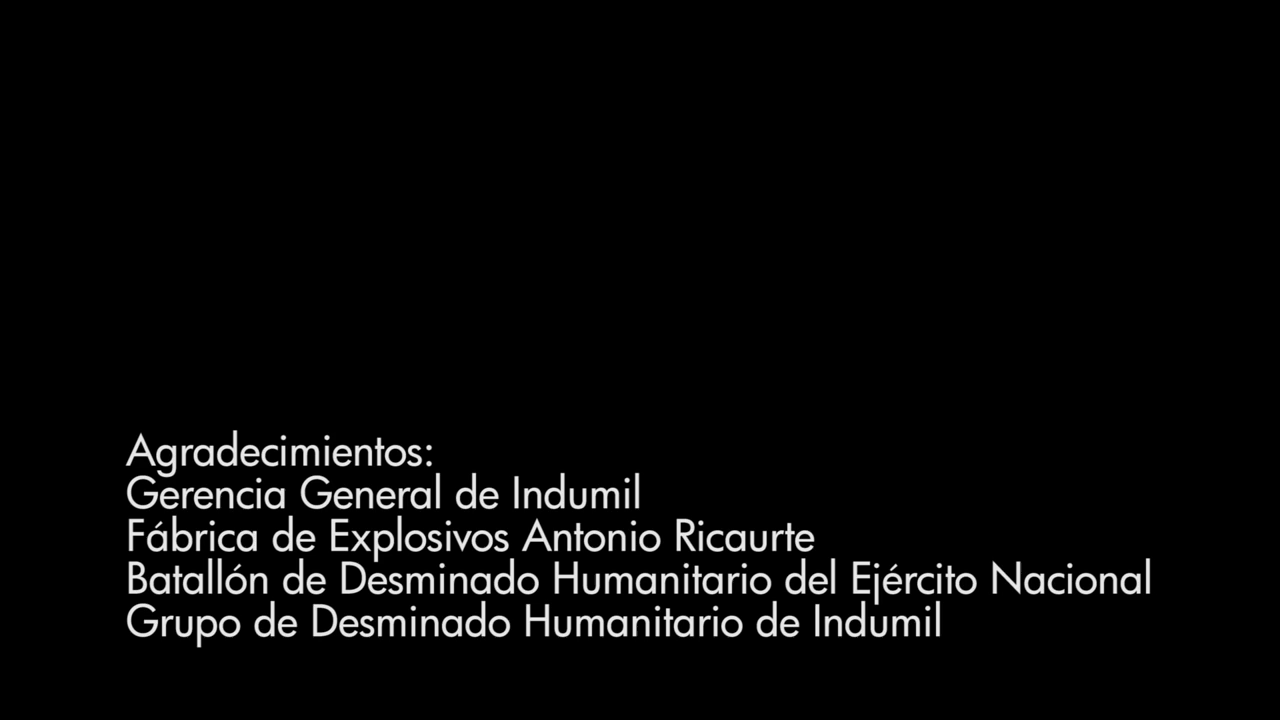 Agradecimientos:
Gerencia General de Indumil
Fábrica de Explosivos Antonio Ricaurte
Batallón de Desminado Humanitario del Ejército Nacional
Grupo de Desminado Humanitario de Indumil